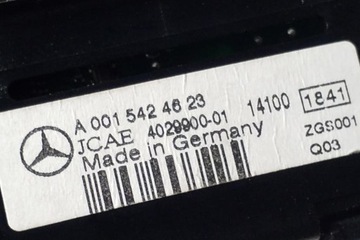 A 001 542 46 23 14100 1841
JCAE 4029900-01 ZGS001
Made in Germany Q03